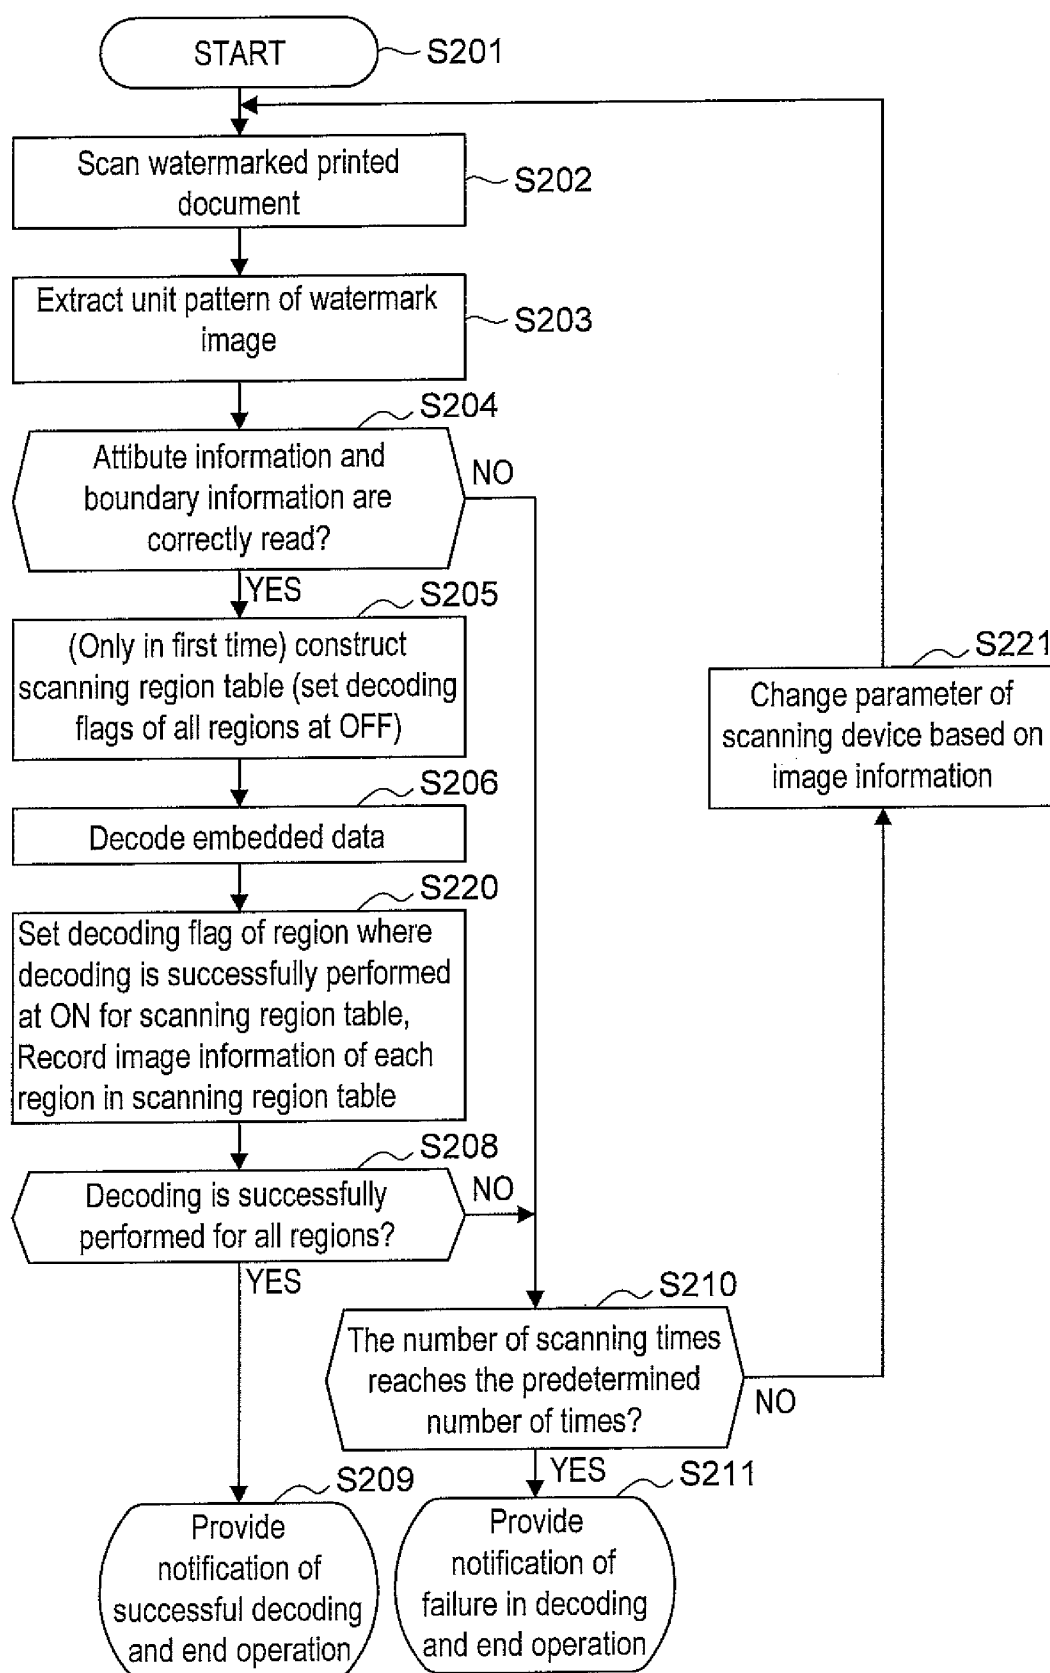 START
S201
Scan watermarked printed
document
S202
Extract unit pattern of watermark
image
S203
S204
Attibute information and
boundary information are
correctly read?
NO
YES
S205
(Only in first time) construct
scanning region table (set decoding
flags of all regions at OFF)
S221
Change parameter of
scanning device based on
image information
S206
Decode embedded data
S220
Set decoding flag of region where
decoding is successfully performed
at ON for scanning region table,
Record image information of each
region in scanning region table
S208
Decoding is successfully
performed for all regions?
NO
YES
S210
The number of scanning times
reaches the predetermined
number of times?
NO
YES
S209
Provide
notification of
successful decoding
and end operation
S211
Provide
notification of
failure in decoding
and end operation